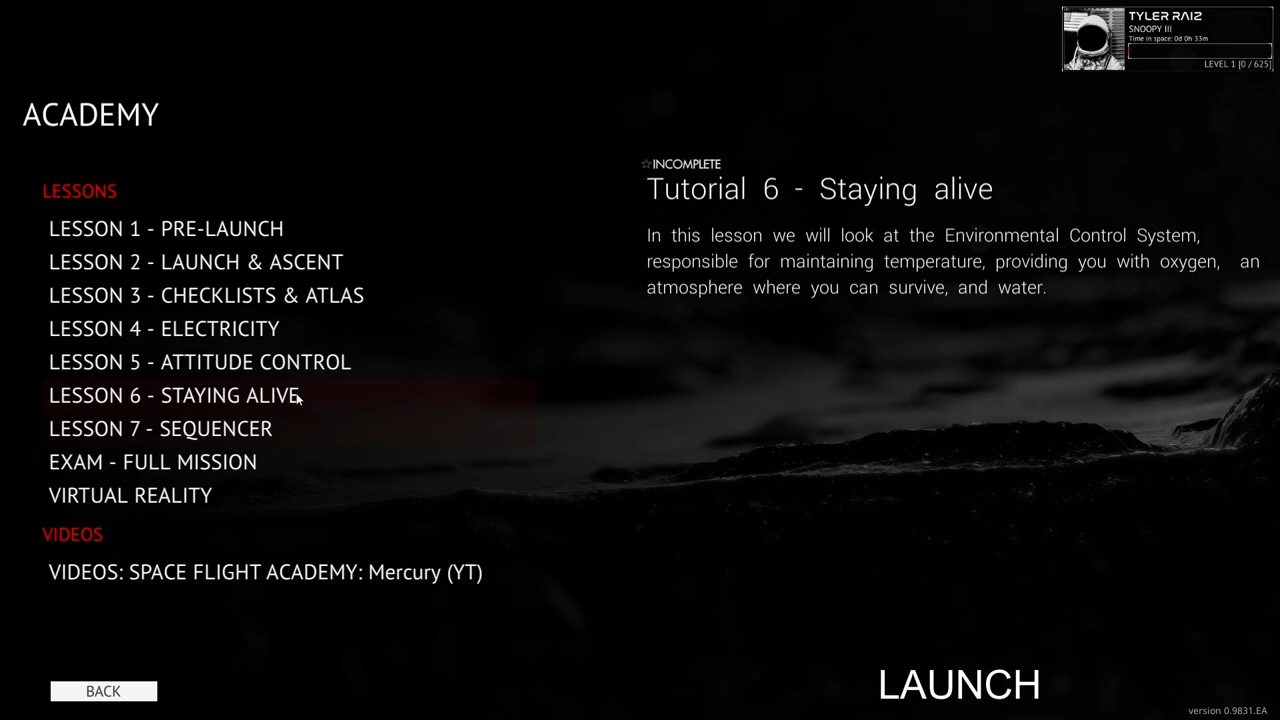 TYLER RAIZ
SNOOPY III
Time in space: 0d 0h 33m
LEVEL 1 [0 / 625]
ACADEMY
LESSONS
LESSON 1 - PRE-LAUNCH
LESSON 2 - LAUNCH & ASCENT
LESSON 3 - CHECKLISTS & ATLAS
LESSON 4 - ELECTRICITY
LESSON 5 - ATTITUDE CONTROL
LESSON 6 - STAYING ALIVE
LESSON 7 - SEQUENCER
EXAM - FULL MISSION
VIRTUAL REALITY
VIDEOS
VIDEOS: SPACE FLIGHT ACADEMY: Mercury (YT)
☆INCOMPLETE
Tutorial 6 - Staying alive
In this lesson we will look at the Environmental Control System,
responsible for maintaining temperature, providing you with oxygen, an
atmosphere where you can survive, and water.
BACK
LAUNCH
version 0.9831.EA